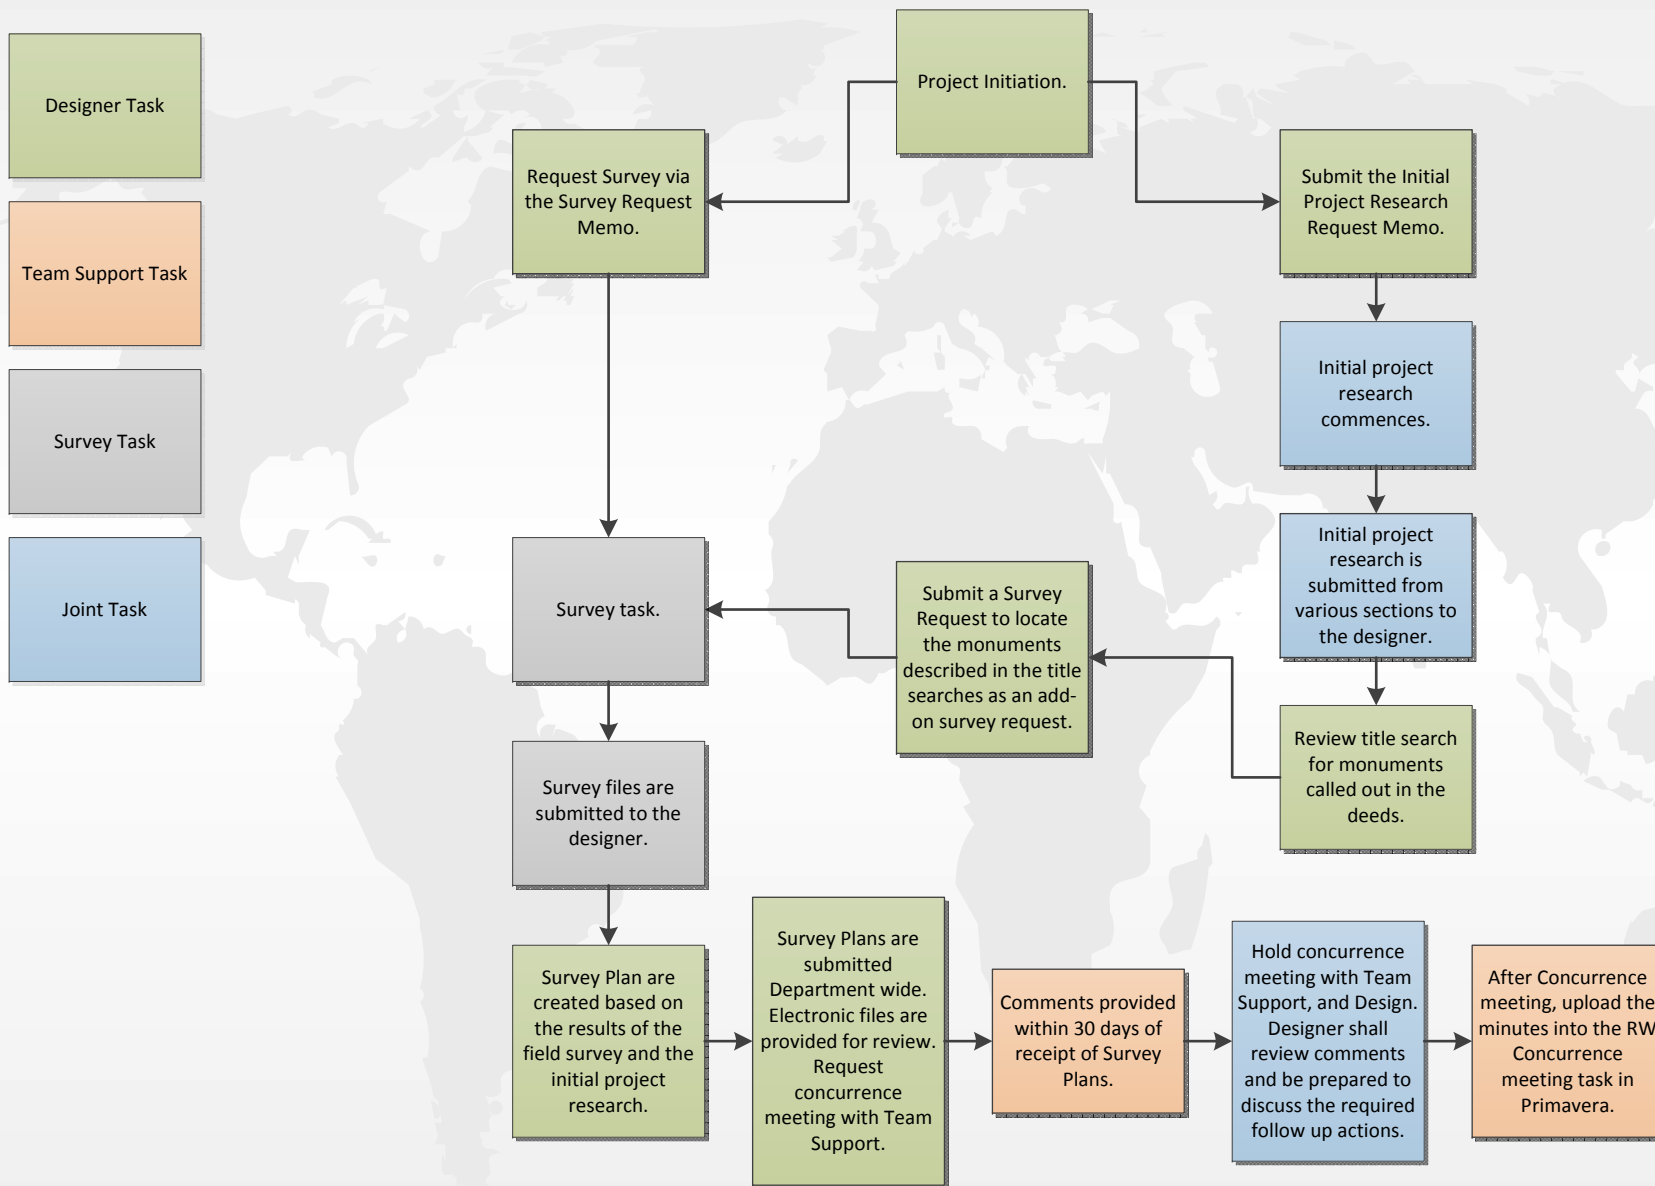 Designer Task
Team Support Task
Survey Task
Joint Task
Project Initiation.
Request Survey via
the Survey Request
Memo.
Submit the Initial
Project Research
Request Memo.
Initial project
research
commences.
Initial project
research is
submitted from
various sections to
the designer.
Review title search
for monuments
called out in the
deeds.
Submit a Survey
Request to locate
the monuments
described in the title
searches as an add-
on survey request.
Survey task.
Survey files are
submitted to the
designer.
Survey Plan are
created based on
the results of the
field survey and the
initial project
research.
Survey Plans are
submitted
Department wide.
Electronic files are
provided for review.
Request
concurrence
meeting with Team
Support.
Comments provided
within 30 days of
receipt of Survey
Plans.
Hold concurrence
meeting with Team
Support, and Design.
Designer shall
review comments
and be prepared to
discuss the required
follow up actions.
After Concurrence
meeting, upload the
minutes into the RW
Concurrence
meeting task in
Primavera.